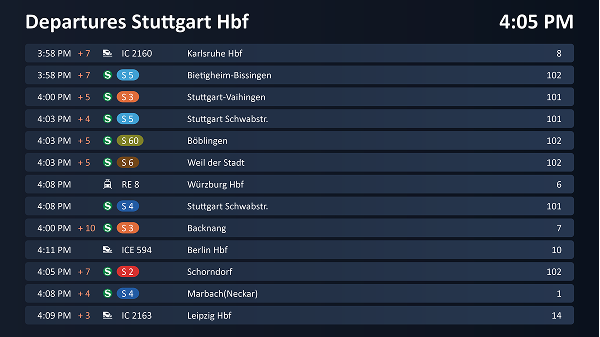 Departures Stuttgart Hbf 4:05 PM
3:58 PM + 7 IC 2160 Karlsruhe Hbf 8
3:58 PM + 7 S S 5 Bietigheim-Bissingen 102
4:00 PM + 5 S S 3 Stuttgart-Vaihingen 101
4:03 PM + 4 S S 5 Stuttgart Schwabstr. 101
4:03 PM + 5 S S 60 Böblingen 102
4:03 PM + 5 S S 6 Weil der Stadt 102
4:08 PM RE 8 Würzburg Hbf 6
4:08 PM S S 4 Stuttgart Schwabstr. 101
4:00 PM + 10 S S 3 Backnang 7
4:11 PM ICE 594 Berlin Hbf 10
4:05 PM + 7 S S 2 Schorndorf 102
4:08 PM + 4 S S 4 Marbach(Neckar) 1
4:09 PM + 3 IC 2163 Leipzig Hbf 14